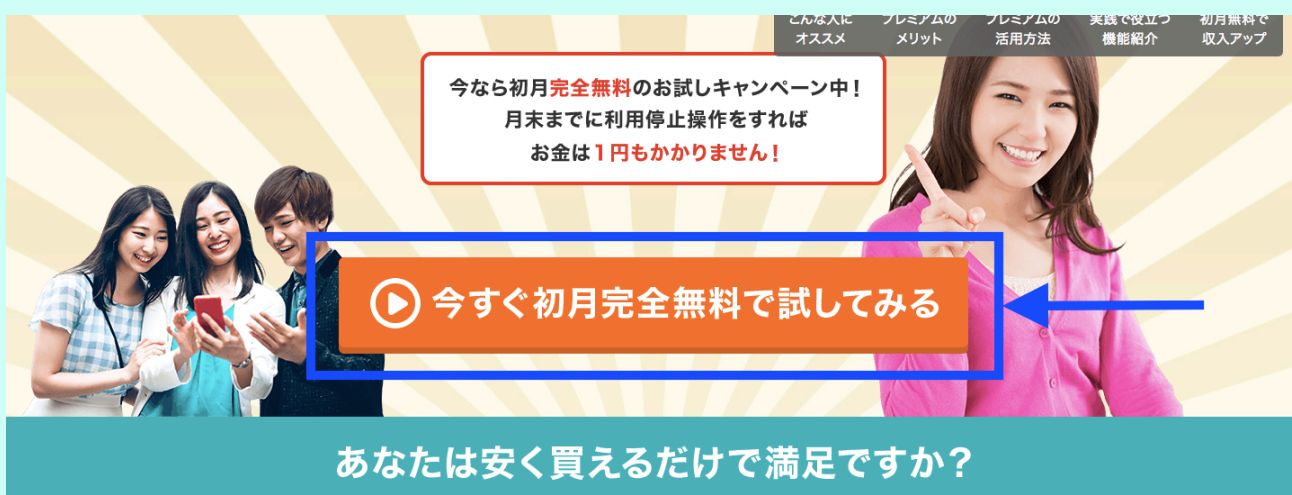 こんな人に
オススメ
プレミアムの
メリット
プレミアムの
活用方法
実践で役立つ
機能紹介
初月無料で
収入アップ
今なら初月完全無料のお試しキャンペーン中！
月末までに利用停止操作をすれば
お金は１円もかかりません！
今すぐ初月完全無料で試してみる
あなたは安く買えるだけで満足ですか？